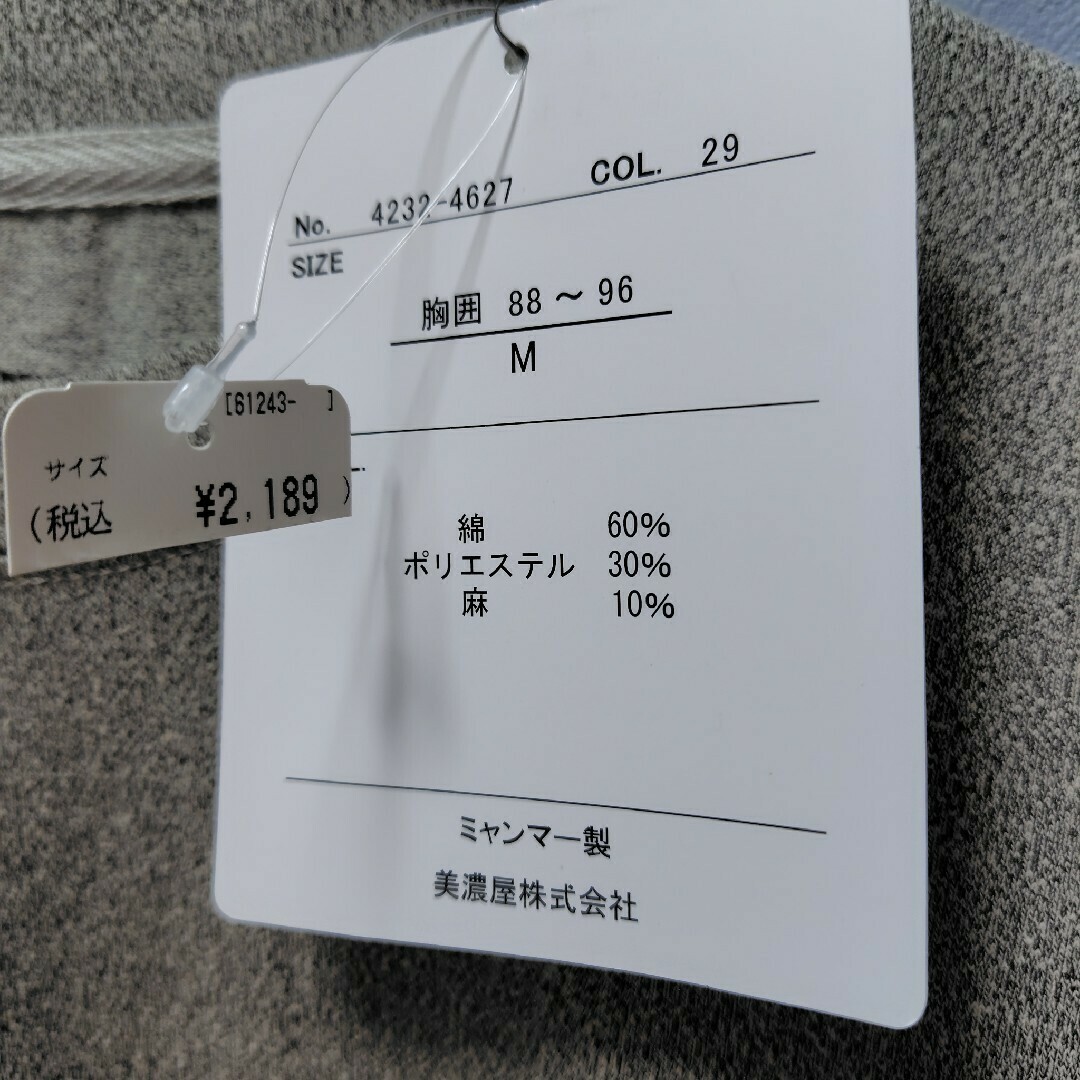 No. 4232-4627 COL. 29
SIZE
胸囲 88～96
M
綿 60%
ポリエステル 30%
麻 10%
ミャンマー製
美濃屋株式会社
[61243- ]
サイズ
(税込 ¥2,189)